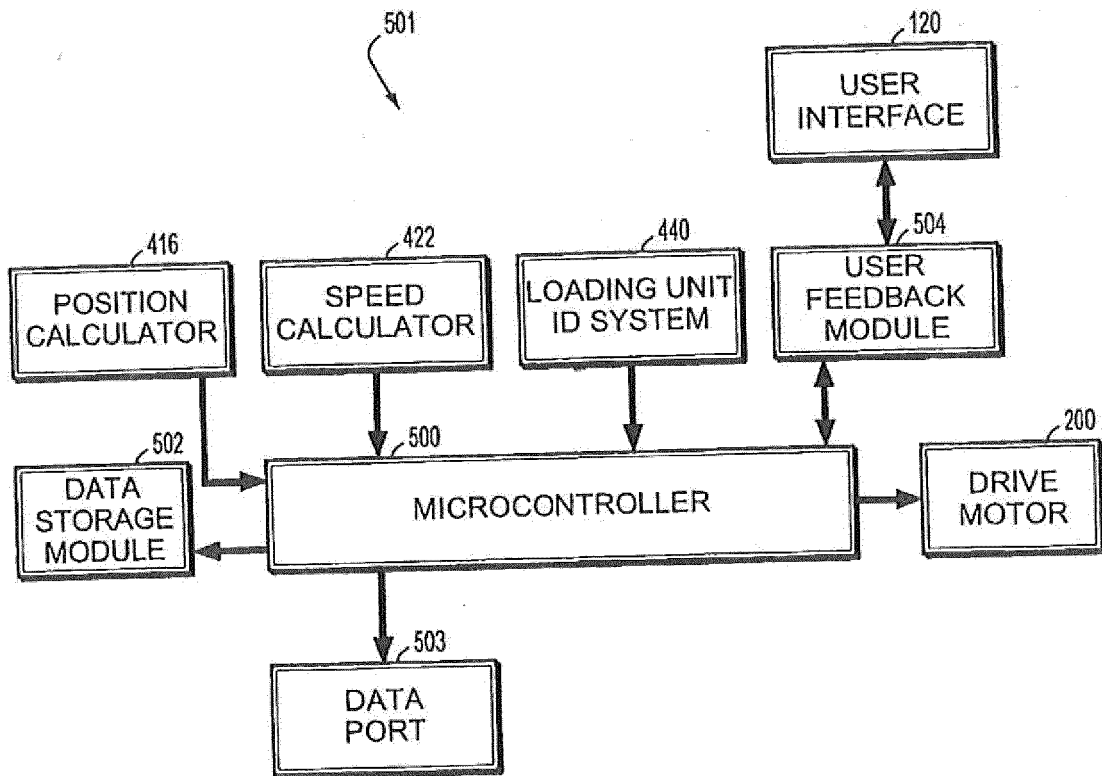 501
120
USER
INTERFACE
416
POSITION
CALCULATOR
422
SPEED
CALCULATOR
440
LOADING UNIT
ID SYSTEM
504
USER
FEEDBACK
MODULE
502
DATA
STORAGE
MODULE
500
MICROCONTROLLER
200
DRIVE
MOTOR
503
DATA
PORT